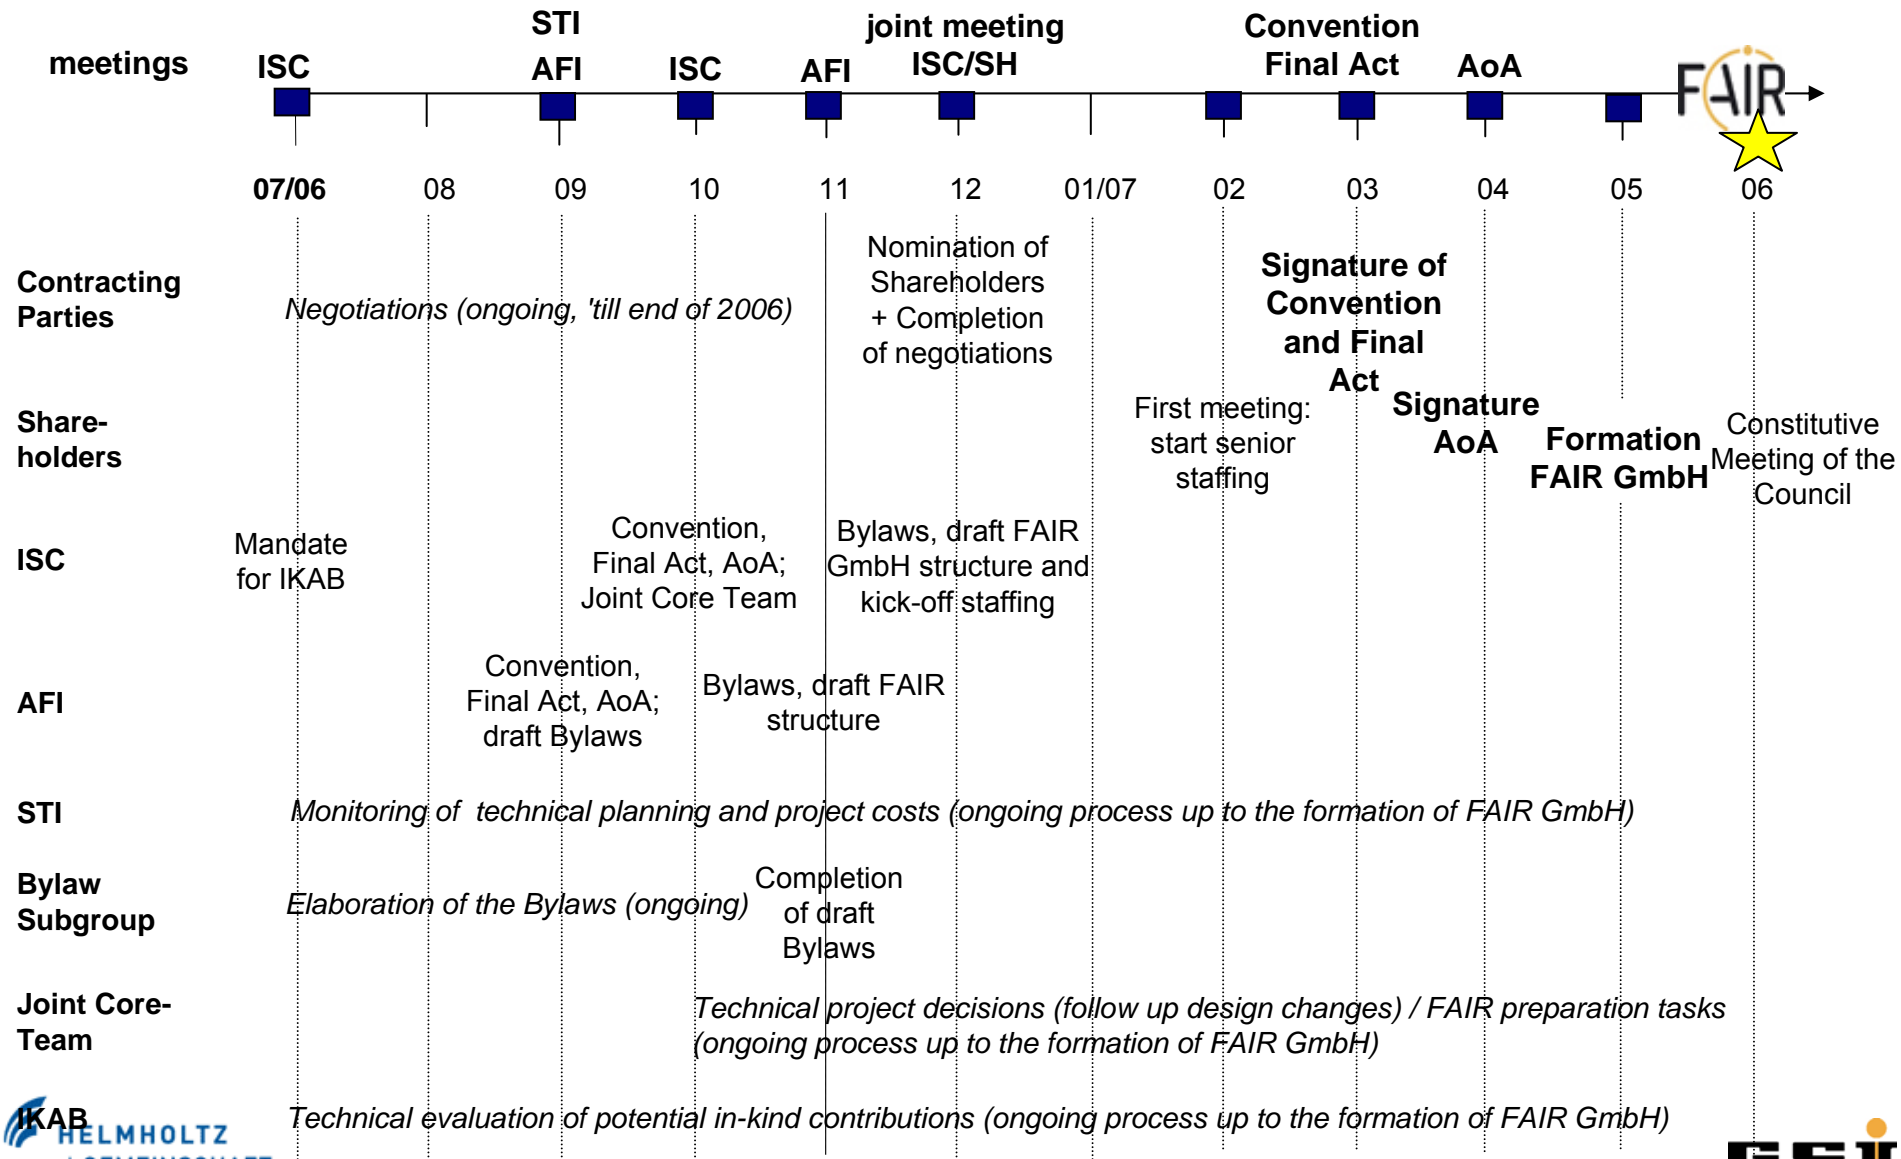 STI
joint meeting
Convention
meetings
ISC
AFI
ISC
AFI
ISC/SH
Final Act
AoA
FAIR
07/06
08
09
10
11
12
01/07
02
03
04
05
06
Contracting
Parties
Negotiations (ongoing, 'till end of 2006)
Nomination of
Shareholders
+ Completion
of negotiations
Signature of
Convention
and Final
Act
Share-
holders
First meeting:
start senior
staffing
Signature
AoA
Formation
FAIR GmbH
Constitutive
Meeting of the
Council
ISC
Mandate
for IKAB
Convention,
Final Act, AoA;
Joint Core Team
Bylaws, draft FAIR
GmbH structure and
kick-off staffing
AFI
Convention,
Final Act, AoA;
draft Bylaws
Bylaws, draft FAIR
structure
STI
Monitoring of technical planning and project costs (ongoing process up to the formation of FAIR GmbH)
Bylaw
Subgroup
Elaboration of the Bylaws (ongoing)
Completion
of draft
Bylaws
Joint Core-
Team
Technical project decisions (follow up design changes) / FAIR preparation tasks
(ongoing process up to the formation of FAIR GmbH)
IKAB
Technical evaluation of potential in-kind contributions (ongoing process up to the formation of FAIR GmbH)
HELMHOLTZ